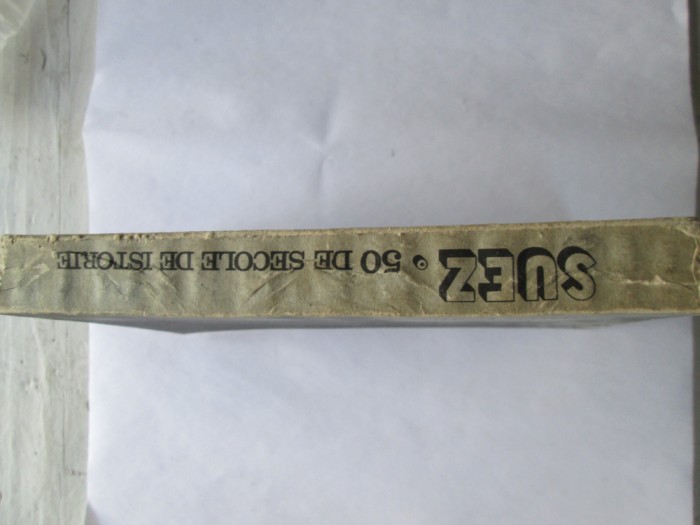 SUEZ • 50 DE SECOLE DE ISTORIE